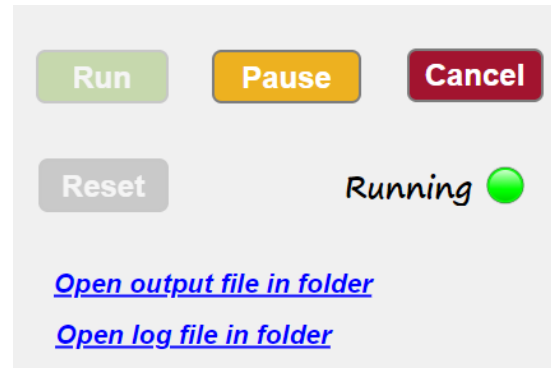 Run Pause Cancel
Reset Running
Open output file in folder
Open log file in folder